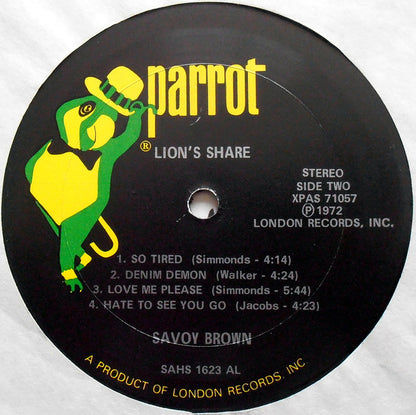 parrot
®
LION'S SHARE
STEREO
SIDE TWO
XPAS 71057
Ⓟ 1972
LONDON RECORDS, INC.
1. SO TIRED (Simmonds - 4:14)
2. DENIM DEMON (Walker - 4:24)
3. LOVE ME PLEASE (Simmonds - 5:44)
4. HATE TO SEE YOU GO (Jacobs - 4:23)
SAVOY BROWN
SAHS 1623 AL
A PRODUCT OF LONDON RECORDS, INC.